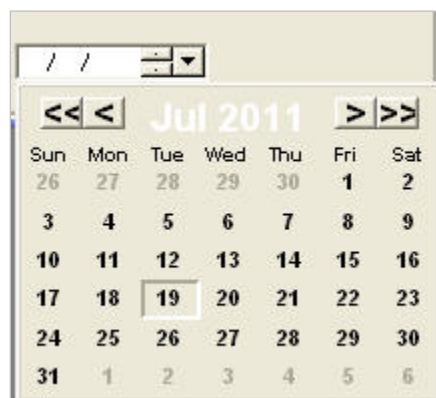 / /
<< < Jul 2011 > >>
Sun Mon Tue Wed Thu Fri Sat
26 27 28 29 30 1 2
3 4 5 6 7 8 9
10 11 12 13 14 15 16
17 18 19 20 21 22 23
24 25 26 27 28 29 30
31 1 2 3 4 5 6